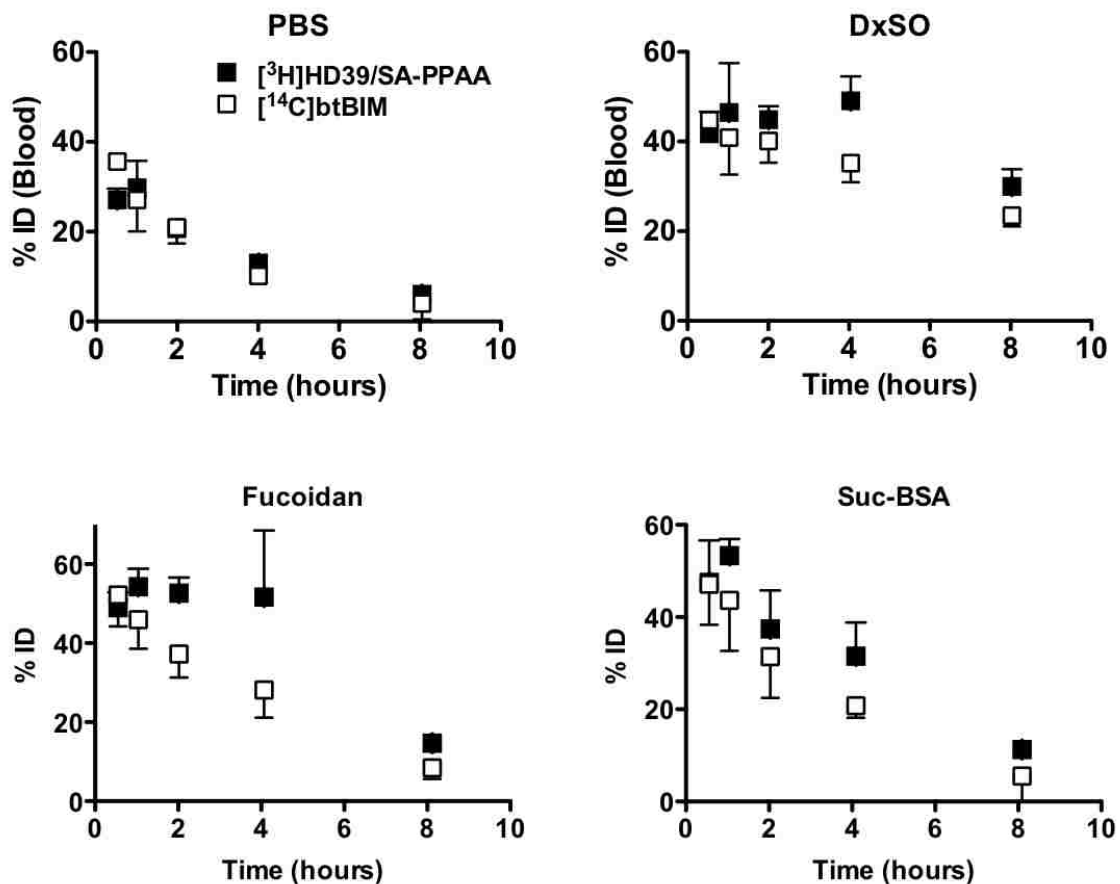 PBS
[³H]HD39/SA-PPAA
[¹⁴C]btBIM
60
40
20
0
% ID (Blood)
0 2 4 6 8 10
Time (hours)
DxSO
60
40
20
0
% ID (Blood)
0 2 4 6 8 10
Time (hours)
Fucoidan
60
40
20
0
% ID
0 2 4 6 8 10
Time (hours)
Suc-BSA
60
40
20
0
% ID
0 2 4 6 8 10
Time (hours)